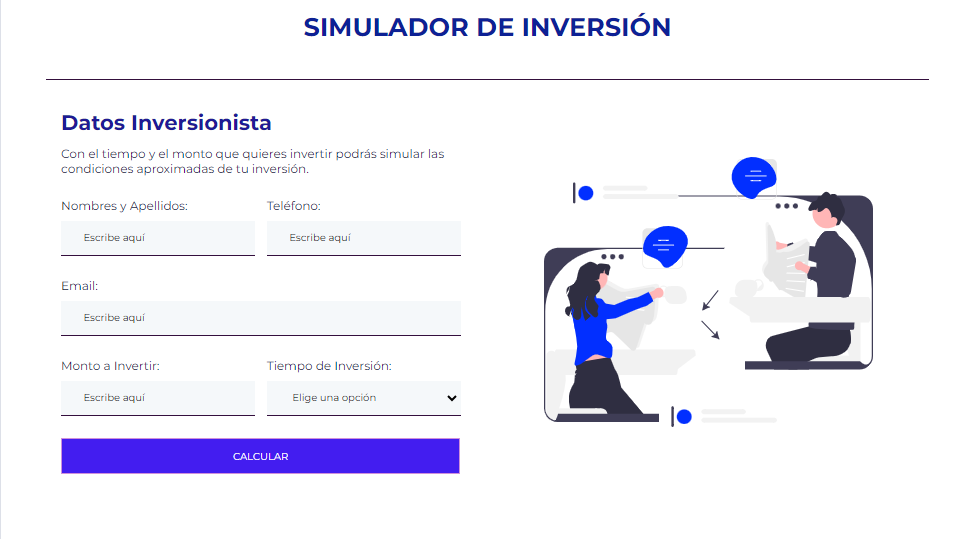 SIMULADOR DE INVERSIÓN
Datos Inversionista
Con el tiempo y el monto que quieres invertir podrás simular las
condiciones aproximadas de tu inversión.
Nombres y Apellidos:
Teléfono:
Escribe aquí
Escribe aquí
Email:
Escribe aquí
Monto a Invertir:
Tiempo de Inversión:
Escribe aquí
Elige una opción
CALCULAR